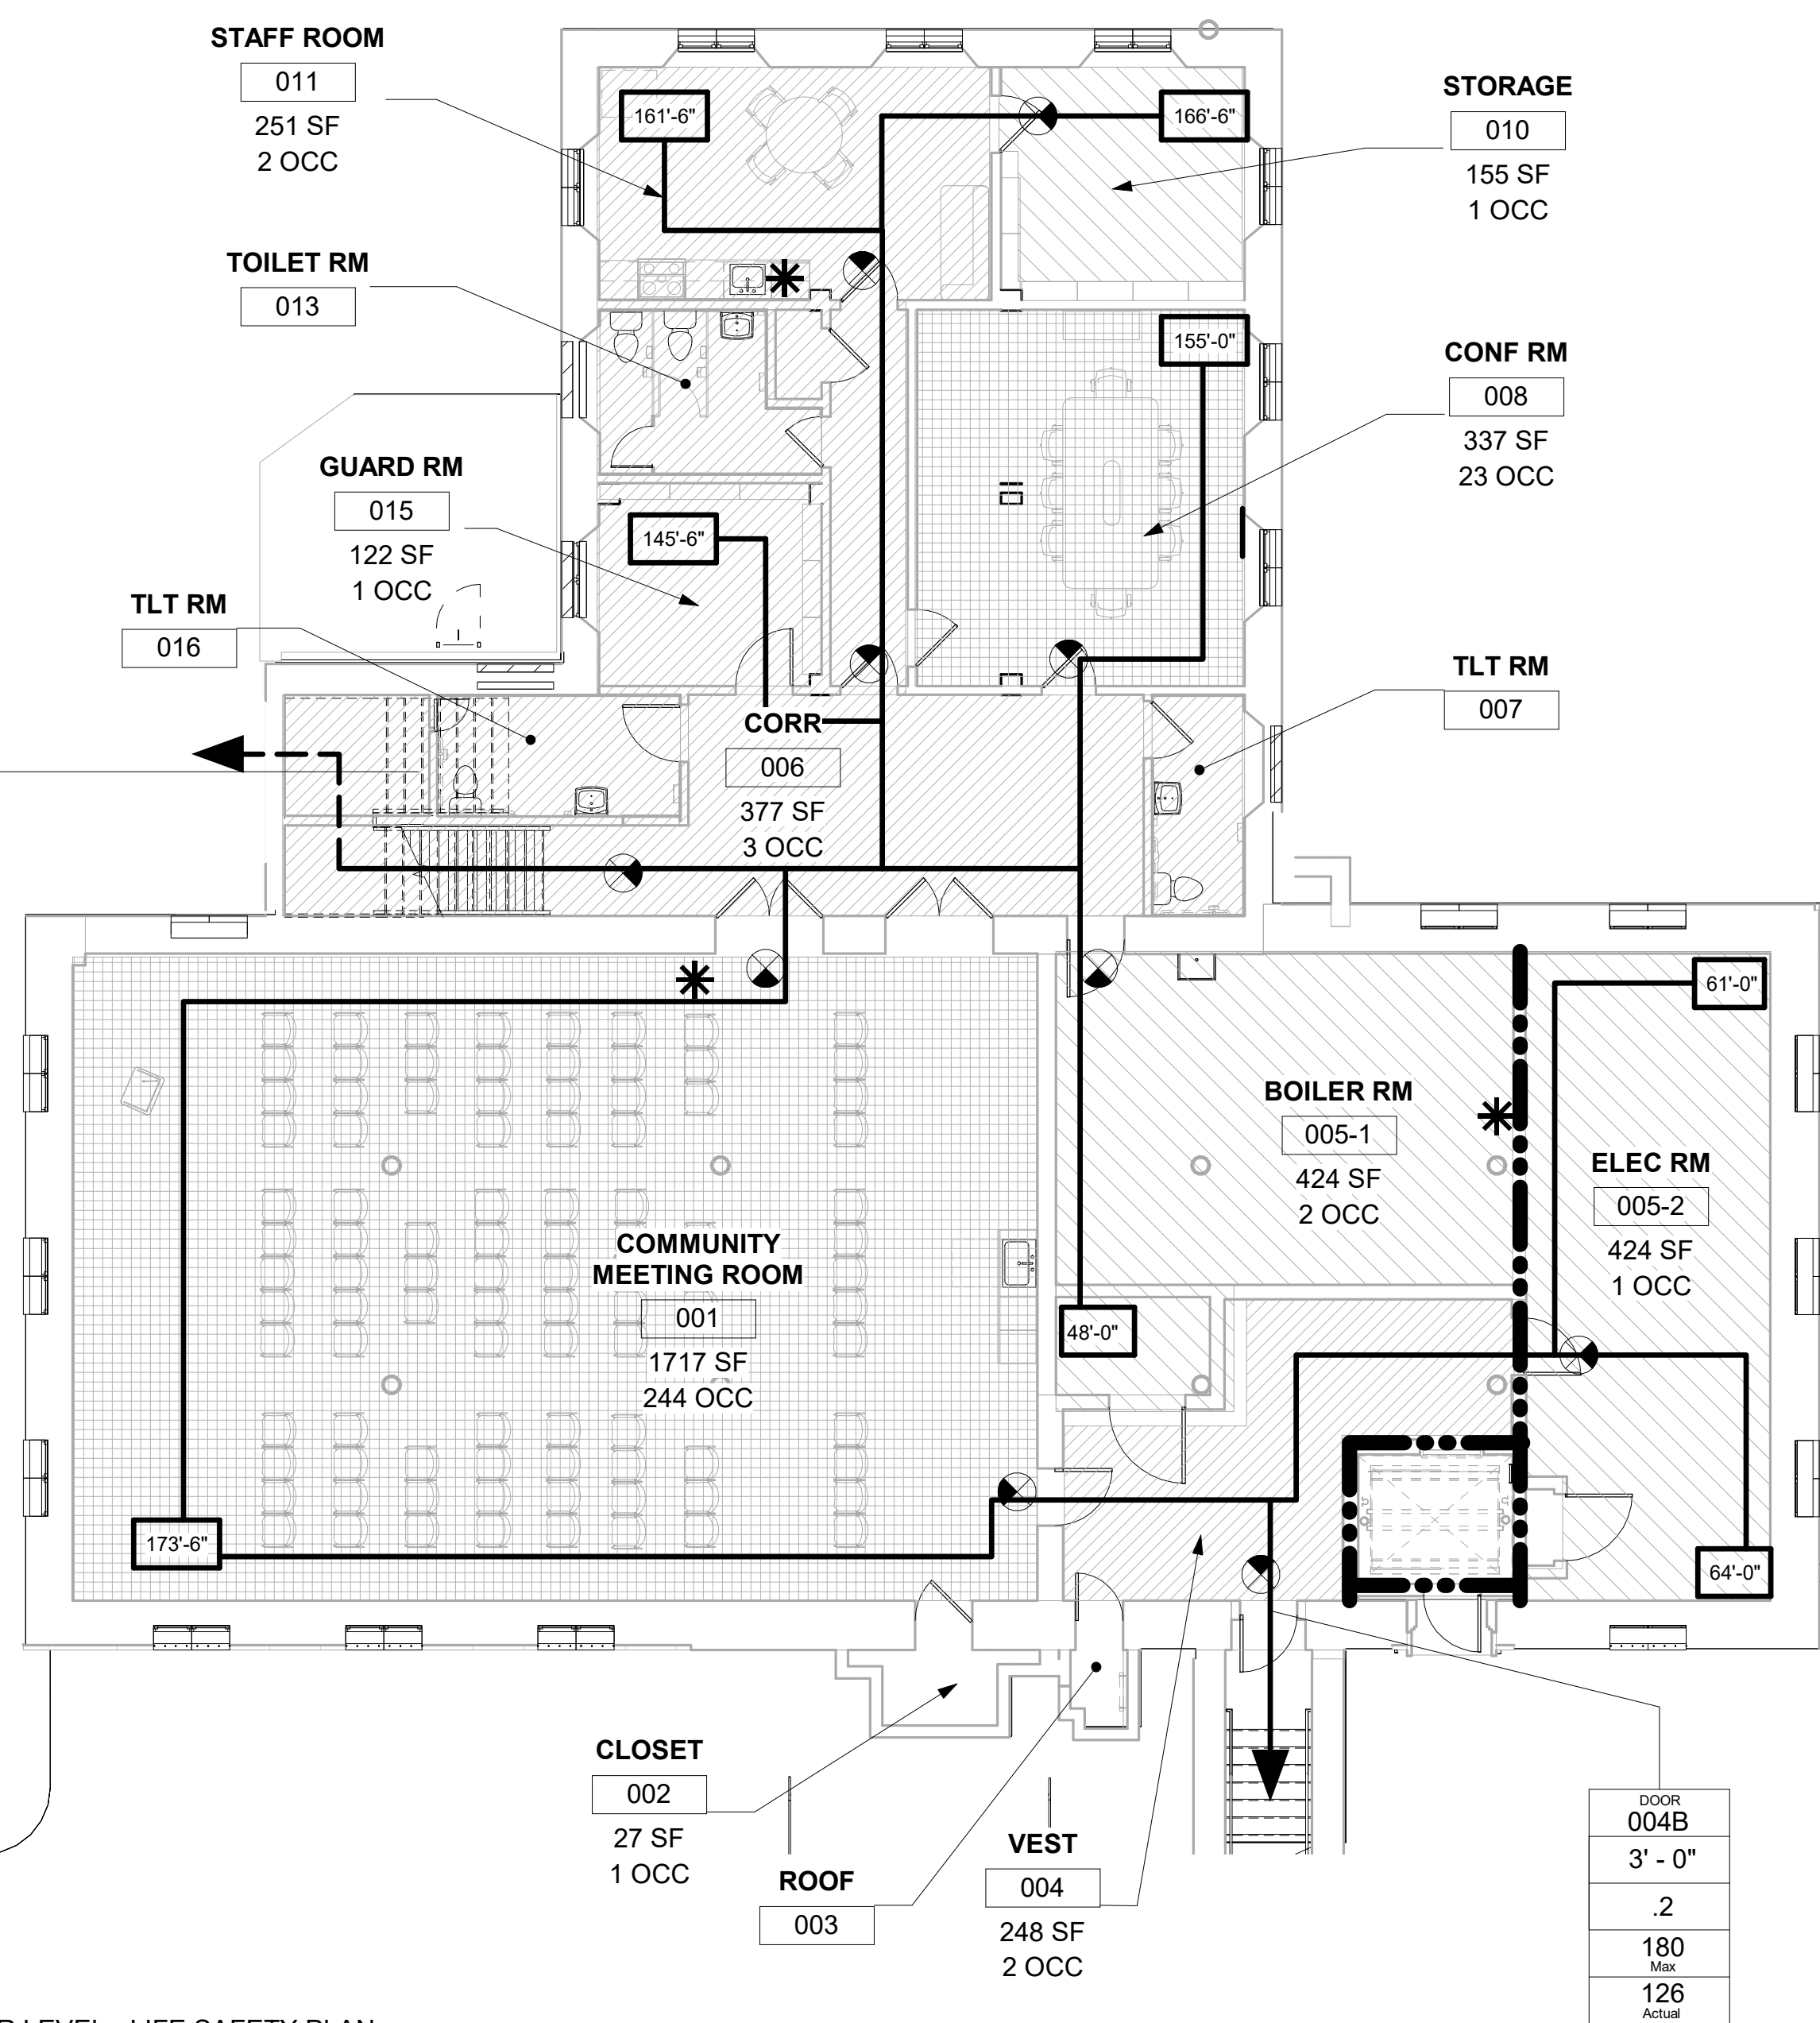 STAFF ROOM
011
251 SF
2 OCC
161'-6"
166'-6"
STORAGE
010
155 SF
1 OCC
TOILET RM
013
155'-0"
CONF RM
008
337 SF
23 OCC
GUARD RM
015
122 SF
1 OCC
145'-6"
TLT RM
016
TLT RM
007
CORR
006
377 SF
3 OCC
61'-0"
BOILER RM
005-1
424 SF
2 OCC
ELEC RM
005-2
424 SF
1 OCC
COMMUNITY
MEETING ROOM
001
1717 SF
244 OCC
48'-0"
173'-6"
64'-0"
CLOSET
002
27 SF
1 OCC
ROOF
003
VEST
004
248 SF
2 OCC
DOOR
004B
3' - 0"
.2
180
Max
126
Actual
LEVEL - LIFE SAFETY PLAN